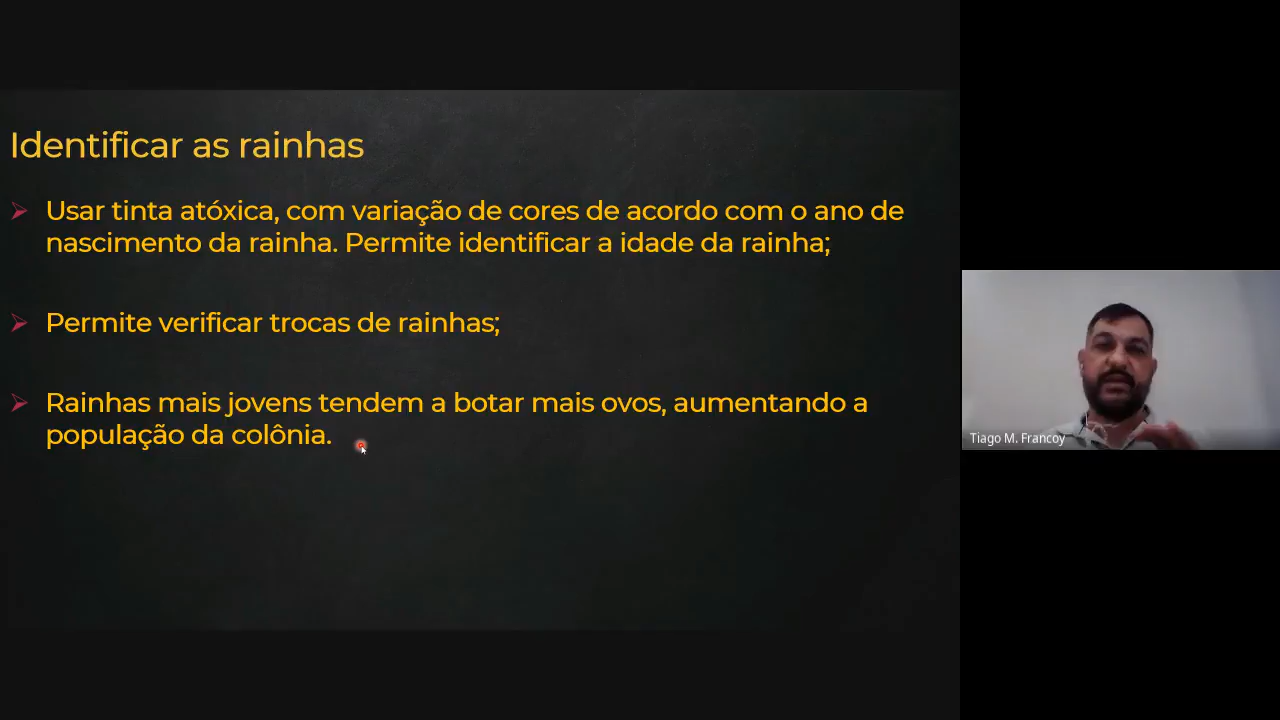 Identificar as rainhas
Usar tinta atóxica, com variação de cores de acordo com o ano de
nascimento da rainha. Permite identificar a idade da rainha;
Permite verificar trocas de rainhas;
Rainhas mais jovens tendem a botar mais ovos, aumentando a
população da colônia.
Tiago M. Francoy